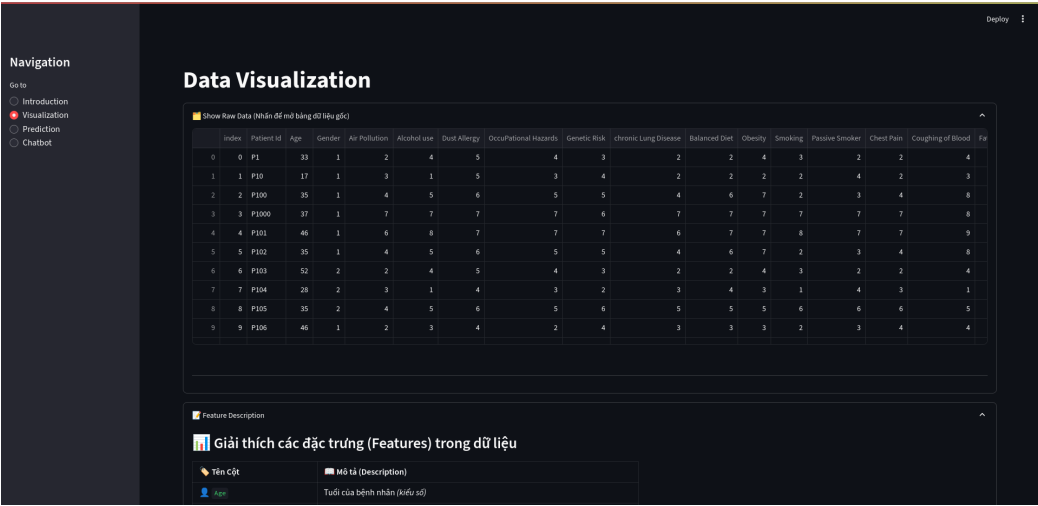 Deploy
Navigation
Go to
Introduction
Visualization
Prediction
Chatbot
Data Visualization
Show Raw Data (Nhấn để mở bảng dữ liệu gốc)
index Patient Id Age Gender Air Pollution Alcohol use Dust Allergy OccuPational Hazards Genetic Risk chronic Lung Disease Balanced Diet Obesity Smoking Passive Smoker Chest Pain Coughing of Blood Fa
0 0 P1 33 1 2 4 5 4 3 2 2 4 3 2 2 4
1 1 P10 17 1 3 1 5 3 4 2 2 2 2 4 2 3
2 2 P100 35 1 4 5 6 5 5 4 6 7 2 3 4 8
3 3 P1000 37 1 7 7 7 7 6 7 7 7 7 7 7 8
4 4 P101 46 1 6 8 7 7 7 6 7 7 8 7 7 9
5 5 P102 35 1 4 5 6 5 5 4 6 7 2 3 4 8
6 6 P103 52 2 2 4 5 4 3 2 2 4 3 2 2 4
7 7 P104 28 2 3 1 4 3 2 3 4 3 1 4 3 1
8 8 P105 35 2 4 5 6 5 6 5 5 5 6 6 6 5
9 9 P106 46 1 2 3 4 2 4 3 3 3 2 3 4 4
Feature Description
Giải thích các đặc trưng (Features) trong dữ liệu
Tên Cột Mô tả (Description)
Age Tuổi của bệnh nhân (kiểu số)